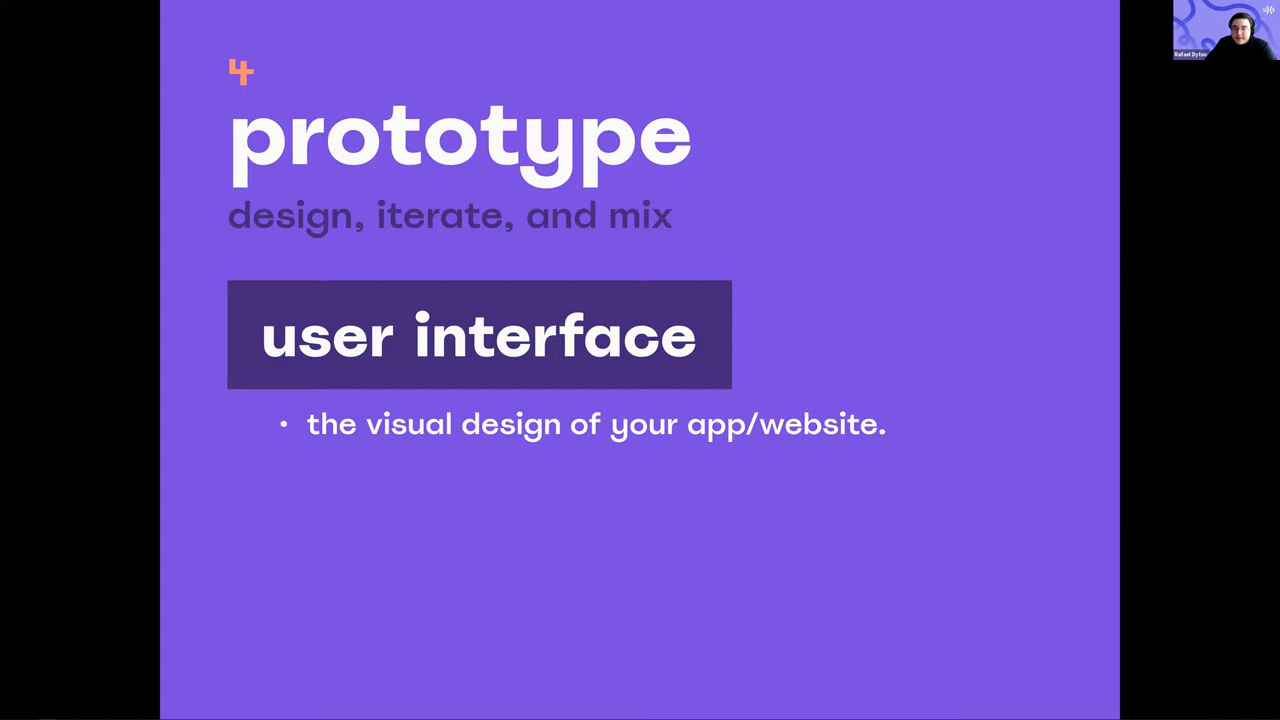 4
prototype
design, iterate, and mix
user interface
• the visual design of your app/website.